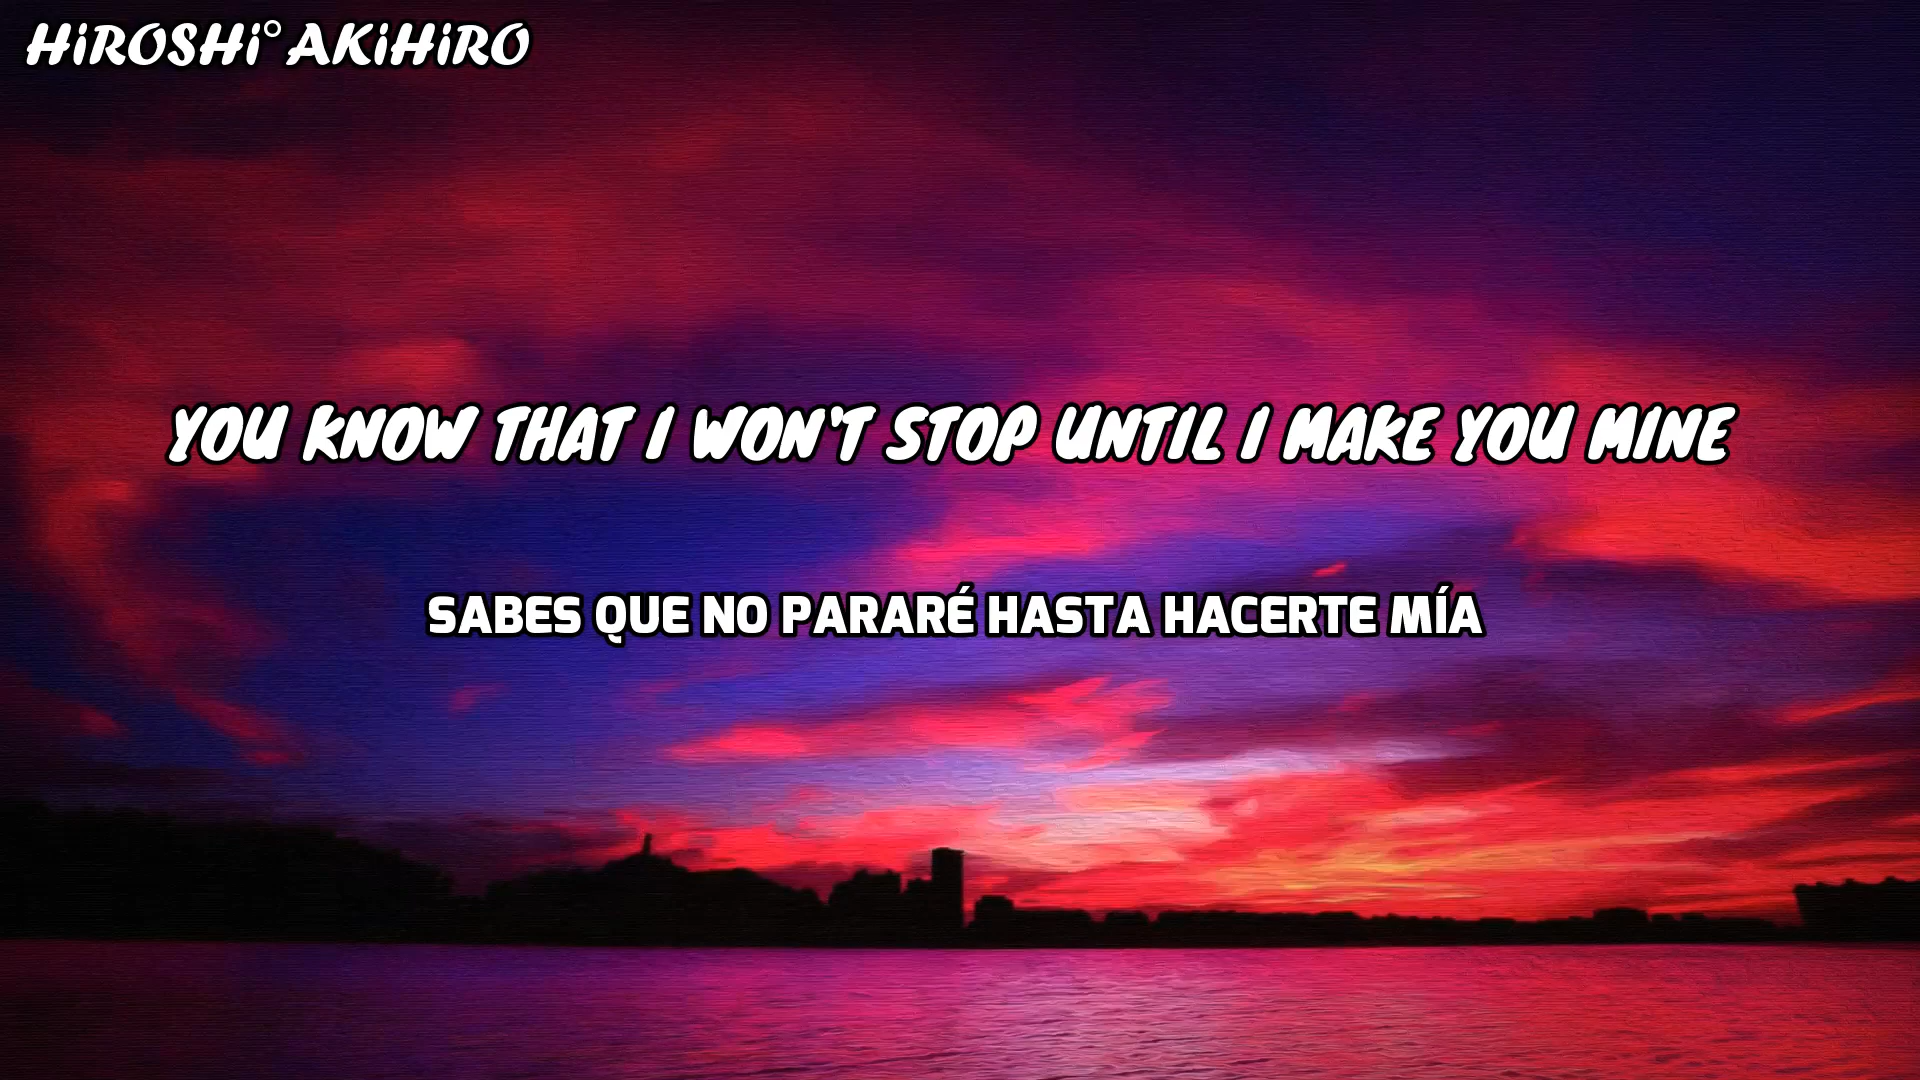 HiROSHi° AKiHiRO
YOU KNOW THAT I WON'T STOP UNTIL I MAKE YOU MINE
SABES QUE NO PARARÉ HASTA HACERTE MÍA